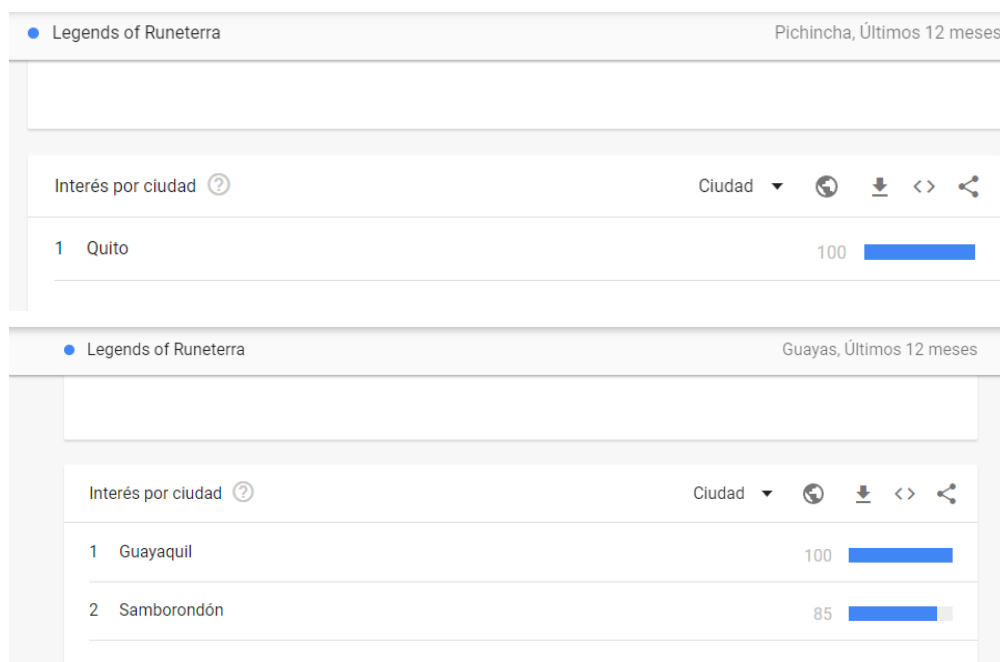 Legends of Runeterra Pichincha, Últimos 12 meses
Interés por ciudad ? Ciudad
1 Quito 100
Legends of Runeterra Guayas, Últimos 12 meses
Interés por ciudad ? Ciudad <>
1 Guayaquil 100
2 Samborondón 85